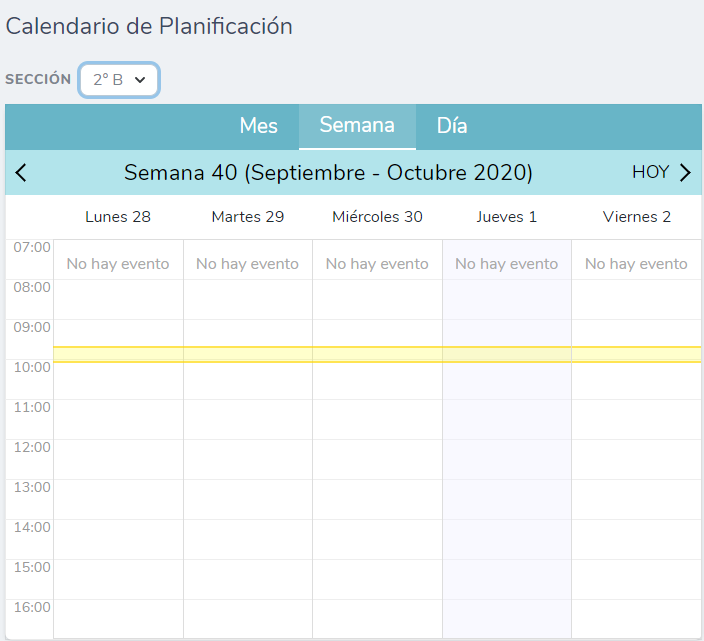 Calendario de Planificación
SECCIÓN 2° B
Mes Semana Día
Semana 40 (Septiembre - Octubre 2020) HOY
Lunes 28 Martes 29 Miércoles 30 Jueves 1 Viernes 2
07:00
No hay evento No hay evento No hay evento No hay evento No hay evento
08:00
09:00
10:00
11:00
12:00
13:00
14:00
15:00
16:00